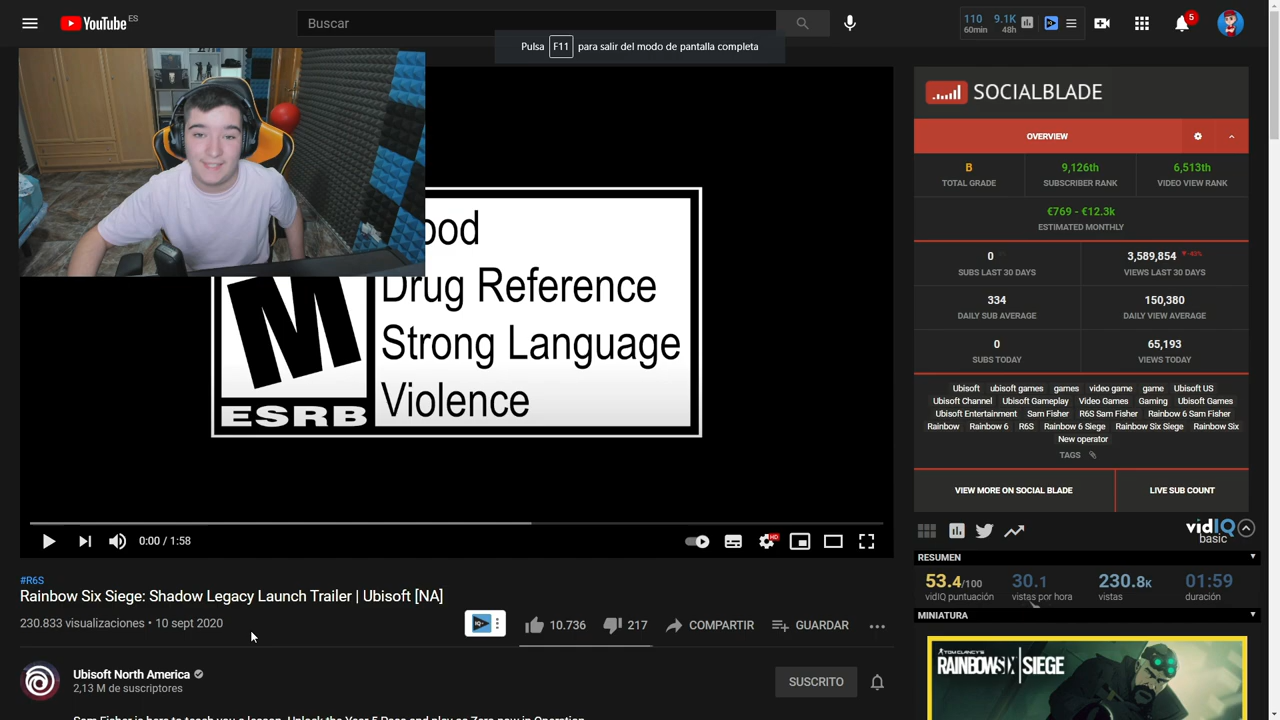 YouTube ES
Buscar
110
60min
9.1K
48h
5
Pulsa F11 para salir del modo de pantalla completa
ood
Drug Reference
Strong Language
Violence
M
ESRB
0:00 / 1:58
HD
#R6S
Rainbow Six Siege: Shadow Legacy Launch Trailer | Ubisoft [NA]
230.833 visualizaciones • 10 sept 2020
10.736
217
COMPARTIR
GUARDAR
Ubisoft North America
2,13 M de suscriptores
SUSCRITO
SOCIALBLADE
OVERVIEW
B
TOTAL GRADE
9,126th
SUBSCRIBER RANK
6,513th
VIDEO VIEW RANK
€769 - €12.3k
ESTIMATED MONTHLY
0
SUBS LAST 30 DAYS
3,589,854
VIEWS LAST 30 DAYS
334
DAILY SUB AVERAGE
150,380
DAILY VIEW AVERAGE
0
SUBS TODAY
65,193
VIEWS TODAY
Ubisoft ubisoft games games video game game Ubisoft US
Ubisoft Channel Ubisoft Gameplay Video Games Gaming Ubisoft Games
Ubisoft Entertainment Sam Fisher R6S Sam Fisher Rainbow 6 Sam Fisher
Rainbow Rainbow 6 R6S Rainbow 6 Siege Rainbow Six Siege Rainbow Six
New operator
TAGS
VIEW MORE ON SOCIAL BLADE
LIVE SUB COUNT
vidIQ
basic
RESUMEN
53.4/100
vidIQ puntuación
30.1
vistas por hora
230.8K
vistas
01:59
duración
MINIATURA
TOM CLANCY'S
RAINBOW SIX | SIEGE